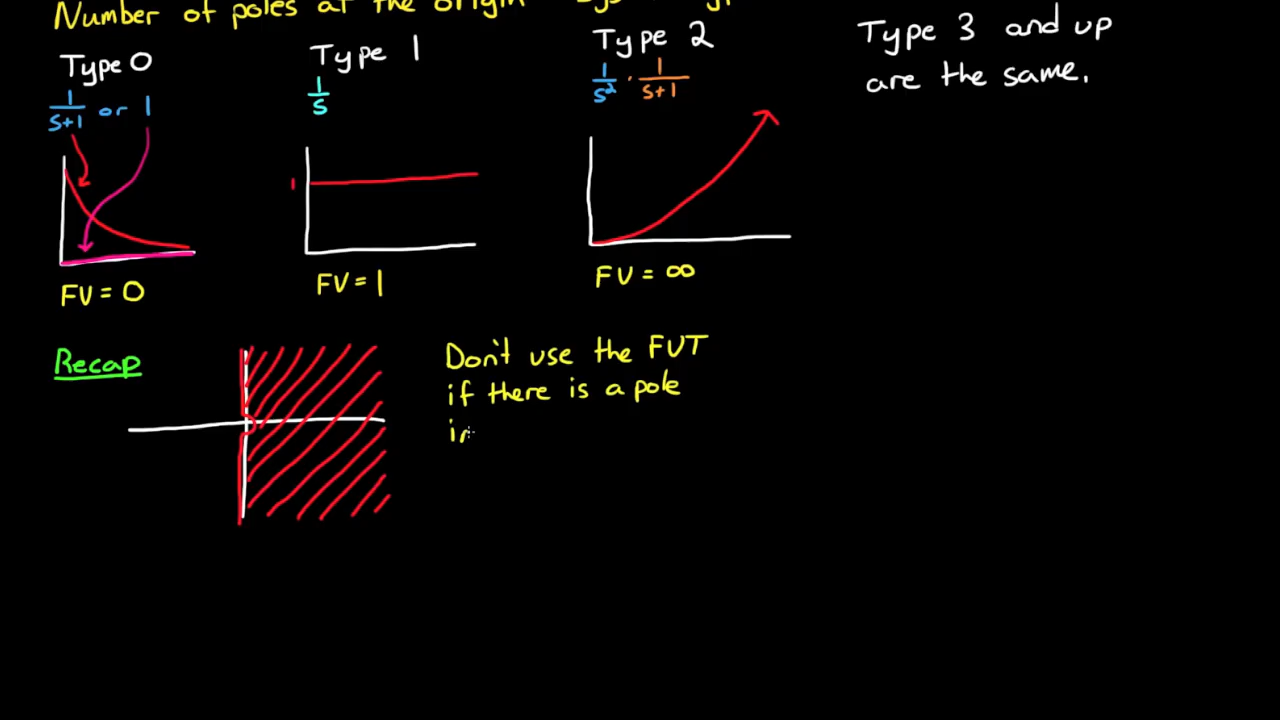 Number of poles at the origin
Type 0
Type 1
Type 2
Type 3 and up
are the same.
1/(s+1) or 1
1/s
1/s² · 1/(s+1)
1
FV = 0
FV = 1
FV = ∞
Recap
Don't use the FVT
if there is a pole
in